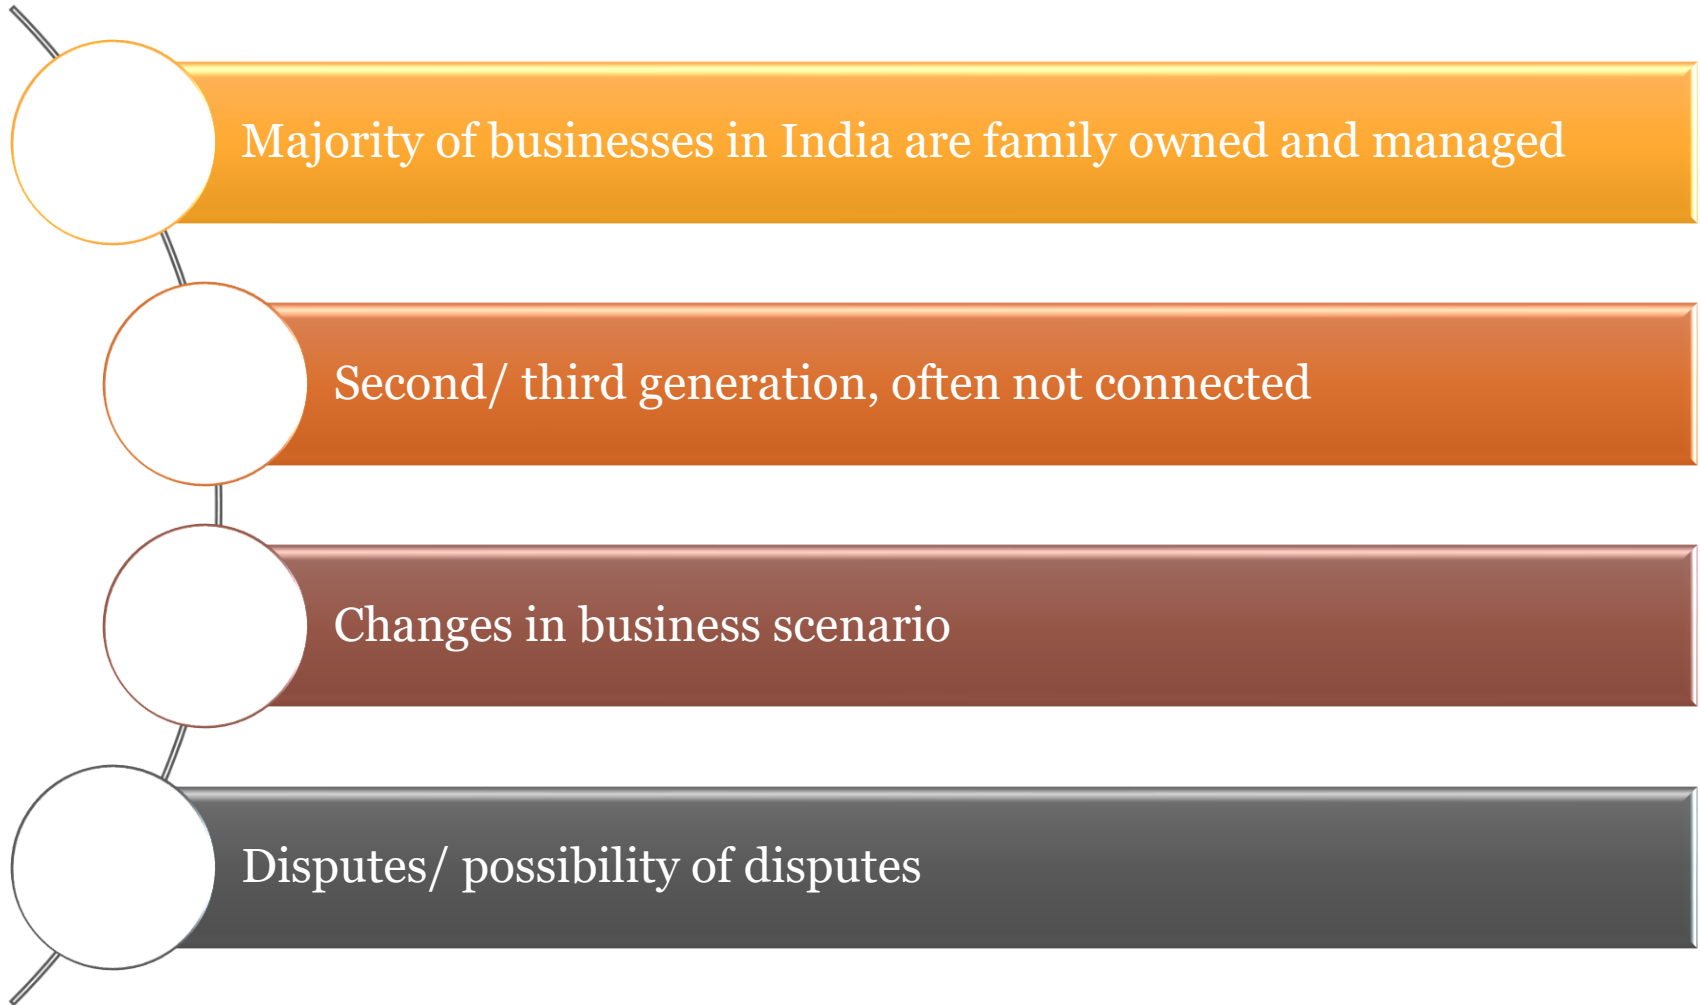 Majority of businesses in India are family owned and managed
Second/ third generation, often not connected
Changes in business scenario
Disputes/ possibility of disputes